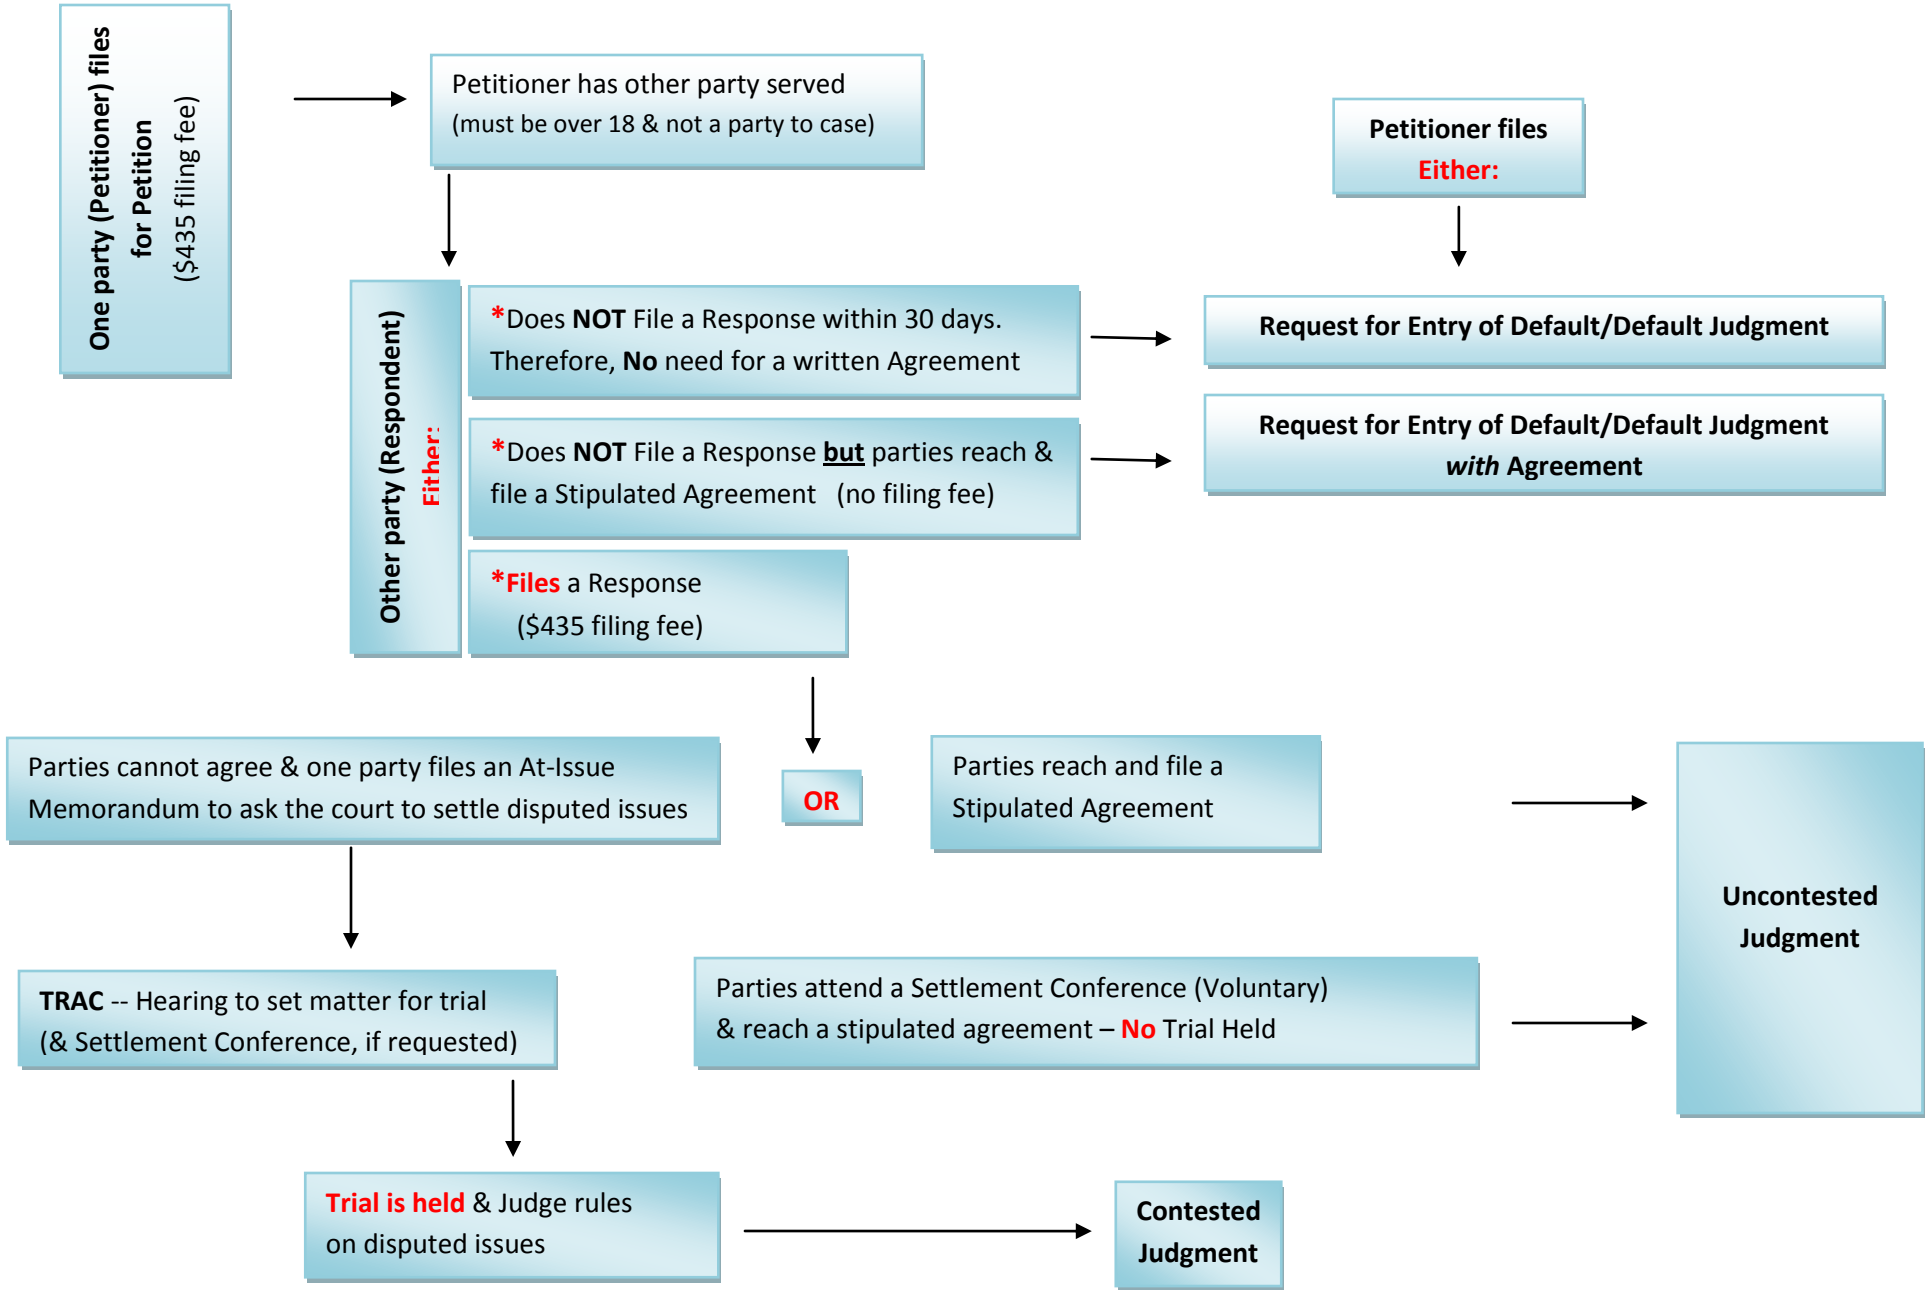 One party (Petitioner) files
for Petition
($435 filing fee)
Petitioner has other party served
(must be over 18 & not a party to case)
Petitioner files
Either:
Other party (Respondent)
Either:
*Does NOT File a Response within 30 days.
Therefore, No need for a written Agreement
Request for Entry of Default/Default Judgment
*Does NOT File a Response but parties reach &
file a Stipulated Agreement (no filing fee)
Request for Entry of Default/Default Judgment
with Agreement
*Files a Response
($435 filing fee)
Parties cannot agree & one party files an At-Issue
Memorandum to ask the court to settle disputed issues
OR
Parties reach and file a
Stipulated Agreement
Uncontested
Judgment
TRAC -- Hearing to set matter for trial
(& Settlement Conference, if requested)
Parties attend a Settlement Conference (Voluntary)
& reach a stipulated agreement – No Trial Held
Trial is held & Judge rules
on disputed issues
Contested
Judgment